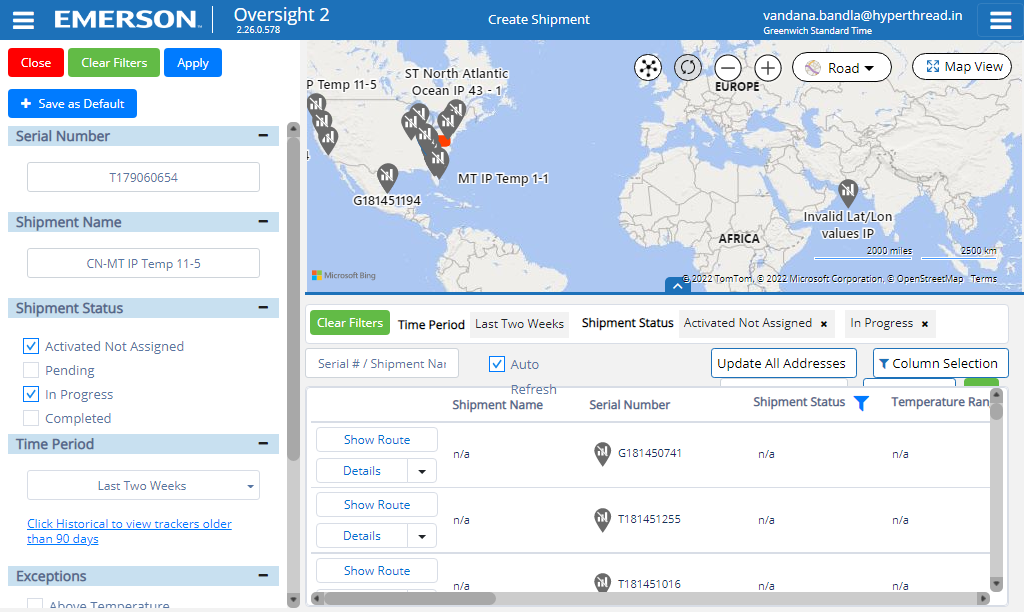 EMERSON
Oversight 2
2.26.0.578
Create Shipment
vandana.bandla@hyperthread.in
Greenwich Standard Time
Close
Clear Filters
Apply
+ Save as Default
Serial Number
T179060654
Shipment Name
CN-MT IP Temp 11-5
Shipment Status
Activated Not Assigned
Pending
In Progress
Completed
Time Period
Last Two Weeks
Click Historical to view trackers older
than 90 days
Exceptions
Above Temperature
P Temp 11-5
ST North Atlantic
Ocean IP 43 - 1
MT IP Temp 1-1
G181451194
EUROPE
AFRICA
Invalid Lat/Lon
values IP
Road
Map View
2000 miles
2500 km
Microsoft Bing
© 2022 TomTom, © 2022 Microsoft Corporation, © OpenStreetMap Terms
Clear Filters
Time Period
Last Two Weeks
Shipment Status
Activated Not Assigned ×
In Progress ×
Serial # / Shipment Nar
Auto
Refresh
Update All Addresses
Column Selection
Shipment Name
Serial Number
Shipment Status
Temperature Ran
Show Route
Details
n/a
G181450741
n/a
n/a
Show Route
Details
n/a
T181451255
n/a
n/a
Show Route
n/a
T181451016
n/a
n/a